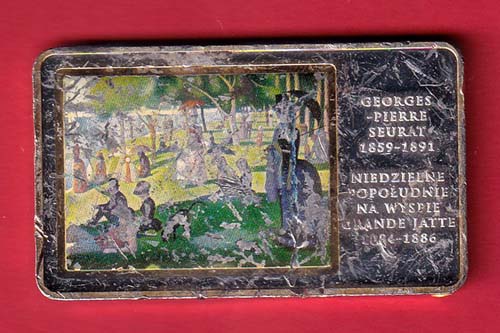 GEORGES
-PIERRE
SEURAT
1859-1891
NIEDZIELNE
POPOŁUDNIE
NA WYSPIE
GRANDE JATTE
1884-1886